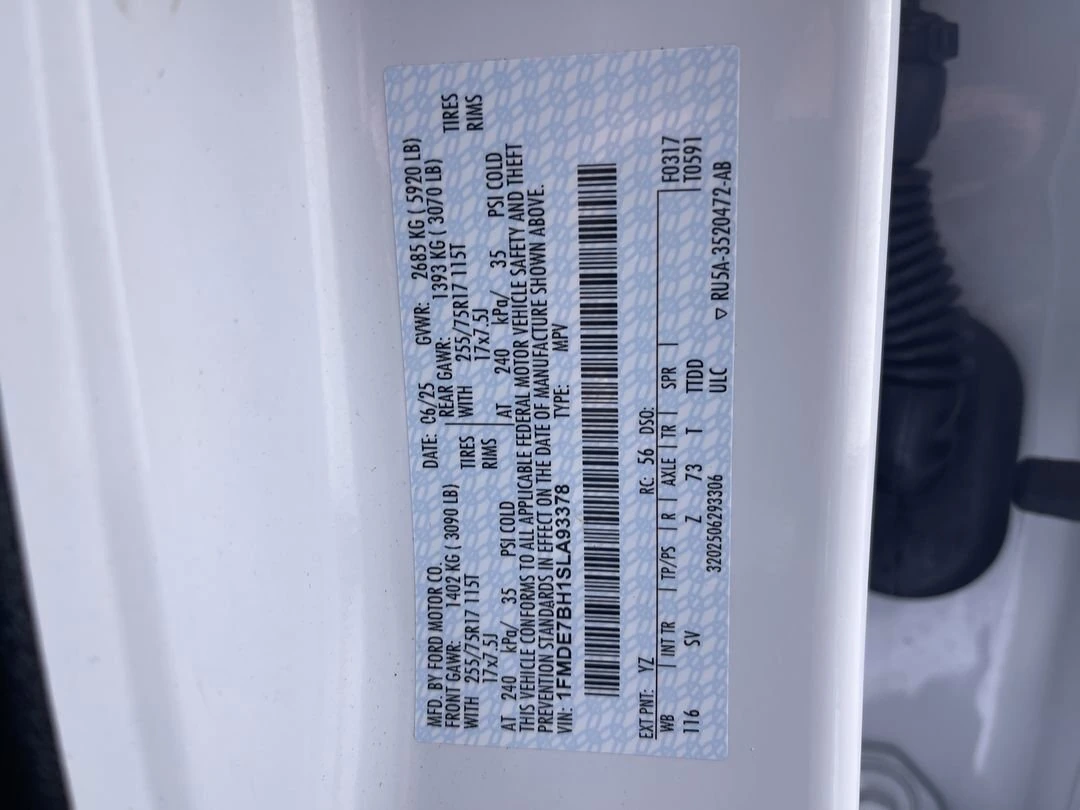 MFD. BY FORD MOTOR CO. DATE: 06/25 GVWR: 2685 KG ( 5920 LB)
FRONT GAWR: 1402 KG ( 3090 LB) REAR GAWR: 1393 KG ( 3070 LB)
WITH 255/75R17 115T TIRES WITH 255/75R17 115T TIRES
17x7.5J RIMS 17x7.5J RIMS
AT 240 kPa/ 35 PSI COLD AT 240 kPa/ 35 PSI COLD
THIS VEHICLE CONFORMS TO ALL APPLICABLE FEDERAL MOTOR VEHICLE SAFETY AND THEFT
PREVENTION STANDARDS IN EFFECT ON THE DATE OF MANUFACTURE SHOWN ABOVE.
VIN: 1FMDE7BH1SLA93378 TYPE: MPV
EXT PNT: YZ RC: 56 DSO:
WB INT TR TP/PS R AXLE TR SPR F0317
116 SV Z 73 T TTDD T0591
3202506293306 ULC ▽ RU5A-3520472-AB